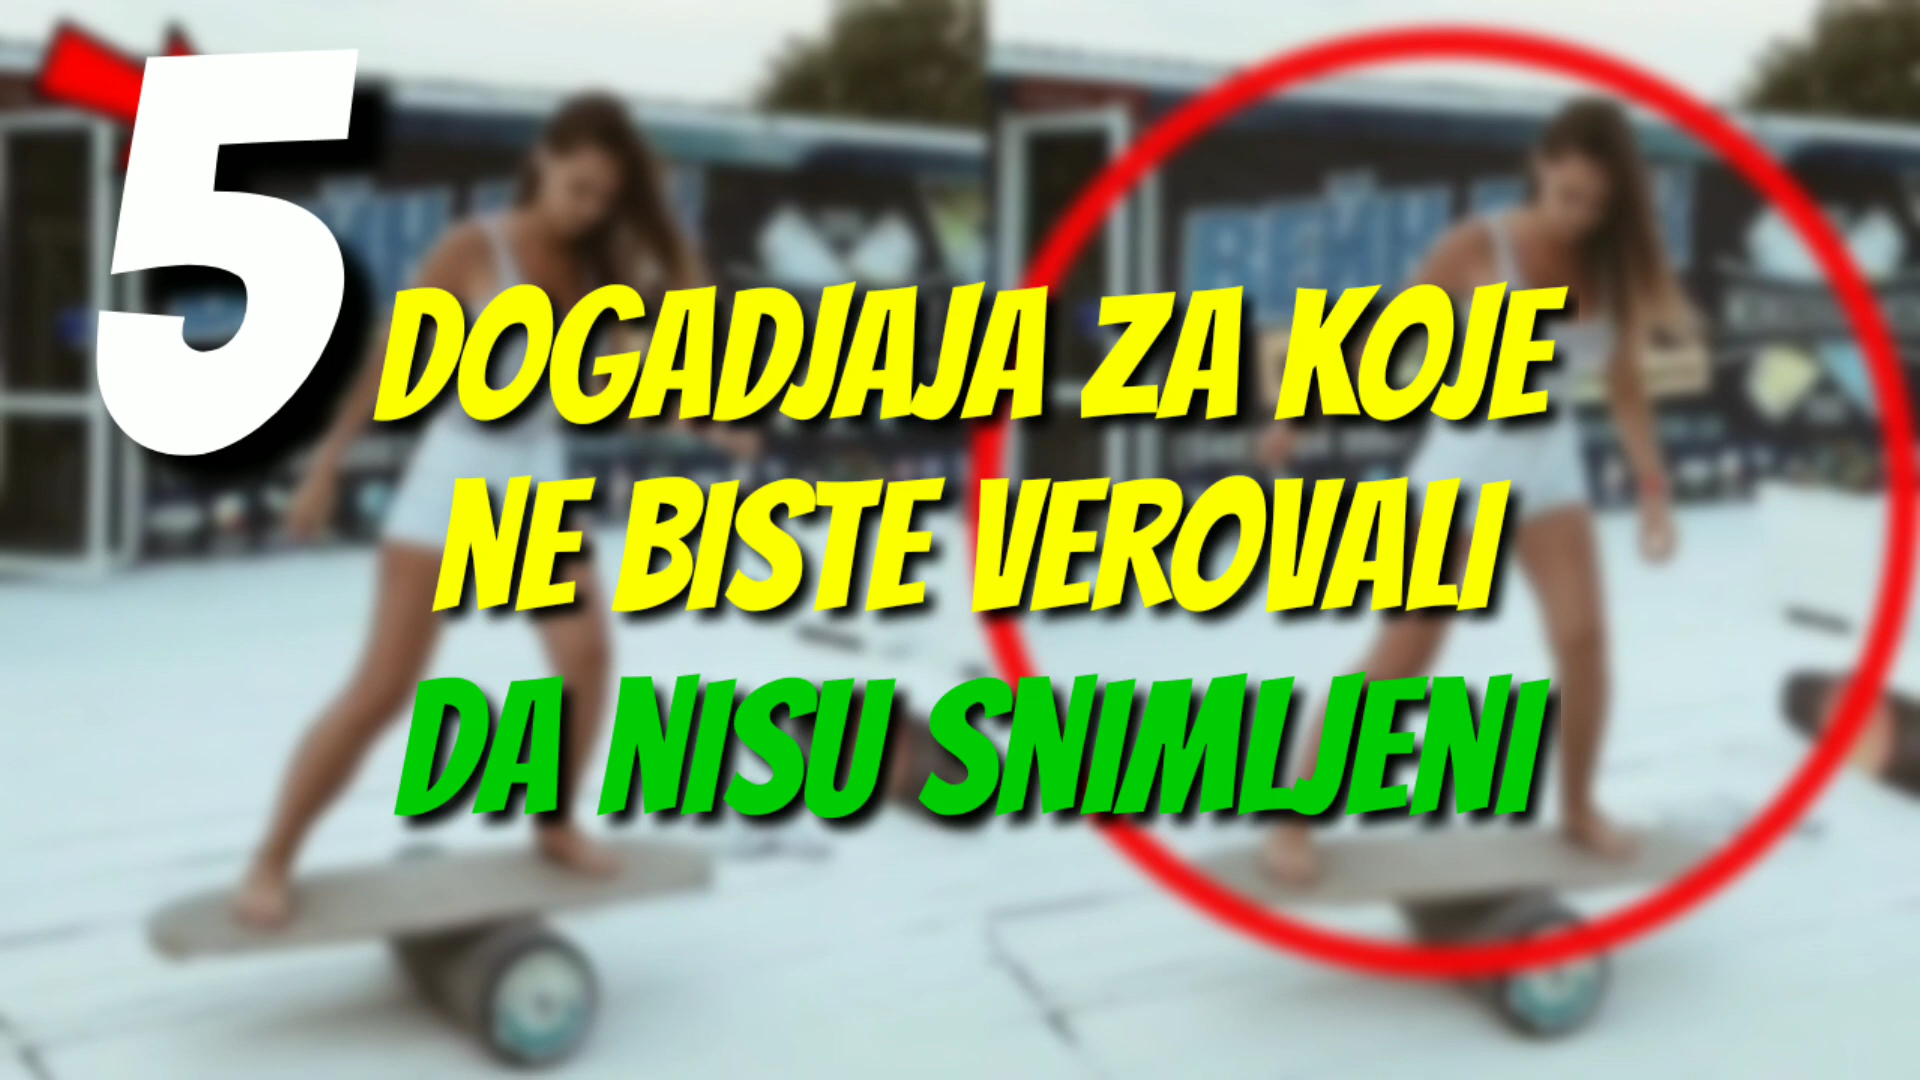 5
DOGADJAJA ZA KOJE
NE BISTE VEROVALI
DA NISU SNIMLJENI